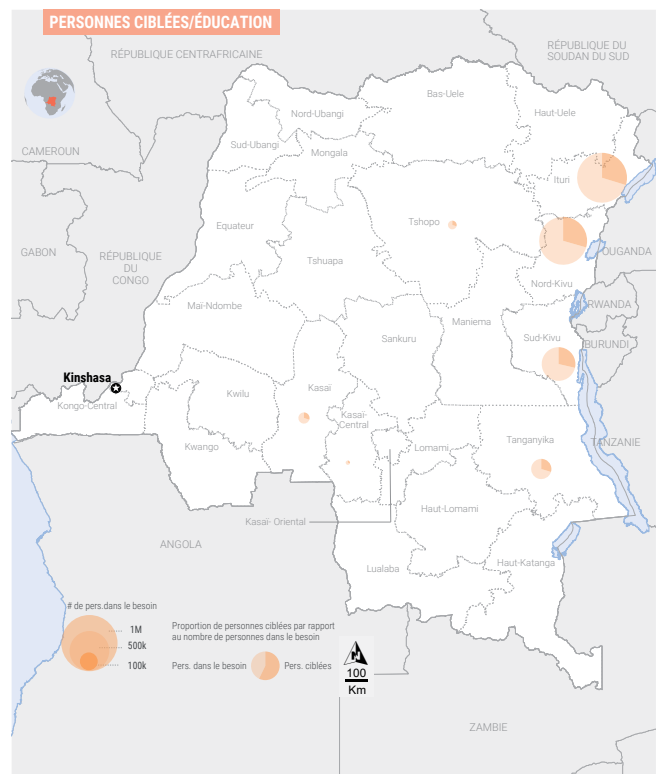 PERSONNES CIBLÉES/ÉDUCATION
RÉPUBLIQUE CENTRAFRICAINE
RÉPUBLIQUE DU
SOUDAN DU SUD
Bas-Uele
Nord-Ubangi
Haut-Uele
Sud-Ubangi
Mongala
CAMEROUN
Ituri
Equateur
Tshopo
GABON
RÉPUBLIQUE
DU
CONGO
OUGANDA
Tshuapa
Nord-Kivu
Maï-Ndombe
RWANDA
Maniema
Sankuru
Sud-Kivu
BURUNDI
Kinshasa
Kasaï
Kwilu
Kongo-Central
Kasaï-
Central
TANZANIE
Kwango
Lomami
Tanganyika
Haut-Lomami
Kasaï- Oriental
ANGOLA
Lualaba
Haut-Katanga
# de pers.dans le besoin
1M
500k
100k
Proportion de personnes ciblées par rapport
au nombre de personnes dans le besoin
Pers. dans le besoin
Pers. ciblées
N
100
Km
ZAMBIE